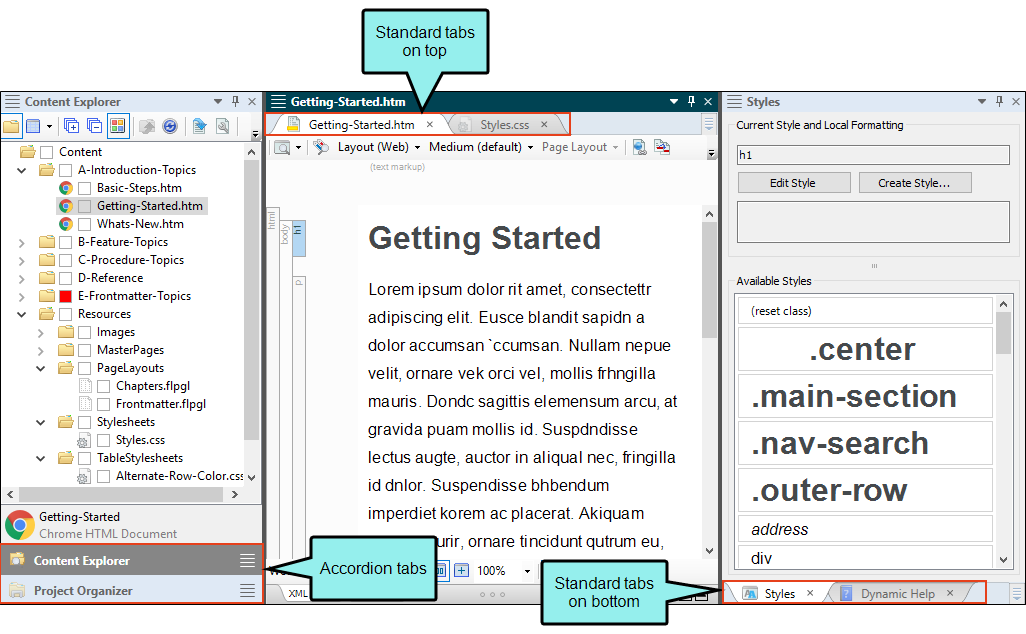 Standard tabs
on top
Content Explorer
Getting-Started.htm
Styles
Getting-Started.htm
Styles.css
Layout (Web)
Medium (default)
Page Layout
(text markup)
Content
A-Introduction-Topics
Basic-Steps.htm
Getting-Started.htm
Whats-New.htm
B-Feature-Topics
C-Procedure-Topics
D-Reference
E-Frontmatter-Topics
Resources
Images
MasterPages
PageLayouts
Chapters.flpgl
Frontmatter.flpgl
Stylesheets
Styles.css
TableStylesheets
Alternate-Row-Color.css
Getting-Started
Chrome HTML Document
Content Explorer
Project Organizer
html
body
h1
p
Getting Started
Lorem ipsum dolor rit amet, consectettr
adipiscing elit. Eusce blandit sapidn a
dolor accumsan `ccumsan. Nullam nepue
velit, ornare vek orci vel, mollis frhngilla
mauris. Dondc sagittis elemensum arcu, at
gravida puam mollis id. Suspdndisse
lectus augte, auctor in aliqual nec, fringilla
id dnlor. Suspendisse bhbendum
imperdiet korem ac placerat. Akiquam
urir, ornare tincidunt qutrum eu,
100%
XML
Accordion tabs
Current Style and Local Formatting
h1
Edit Style
Create Style...
Available Styles
(reset class)
.center
.main-section
.nav-search
.outer-row
address
div
Standard tabs
on bottom
Styles
Dynamic Help